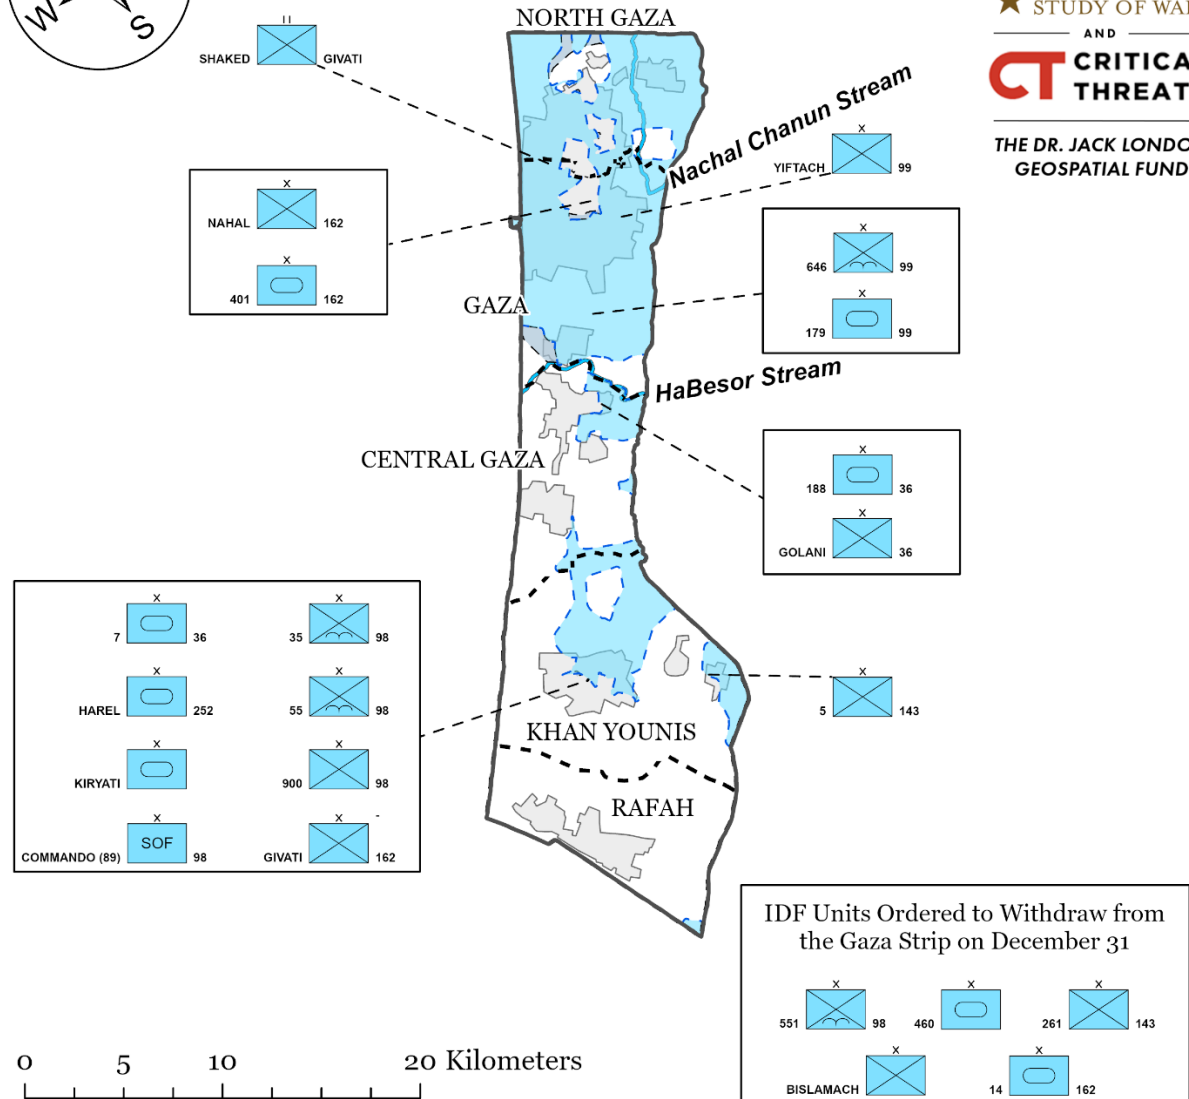 W
S
STUDY OF WAR
AND
CT CRITICAL
THREATS
THE DR. JACK LONDO
GEOSPATIAL FUND
NORTH GAZA
II
SHAKED GIVATI
Nachal Chanun Stream
X
YIFTACH 99
X
NAHAL 162
X
401 162
X
646 99
X
179 99
GAZA
HaBesor Stream
CENTRAL GAZA
X
188 36
X
GOLANI 36
X
7 36
X
35 98
X
HAREL 252
X
55 98
X
KIRYATI
X
900 98
X
COMMANDO (89) SOF 98
X -
GIVATI 162
X
5 143
KHAN YOUNIS
RAFAH
IDF Units Ordered to Withdraw from
the Gaza Strip on December 31
X
551 98
X
460
X
261 143
X
BISLAMACH
X
14 162
0 5 10 20 Kilometers